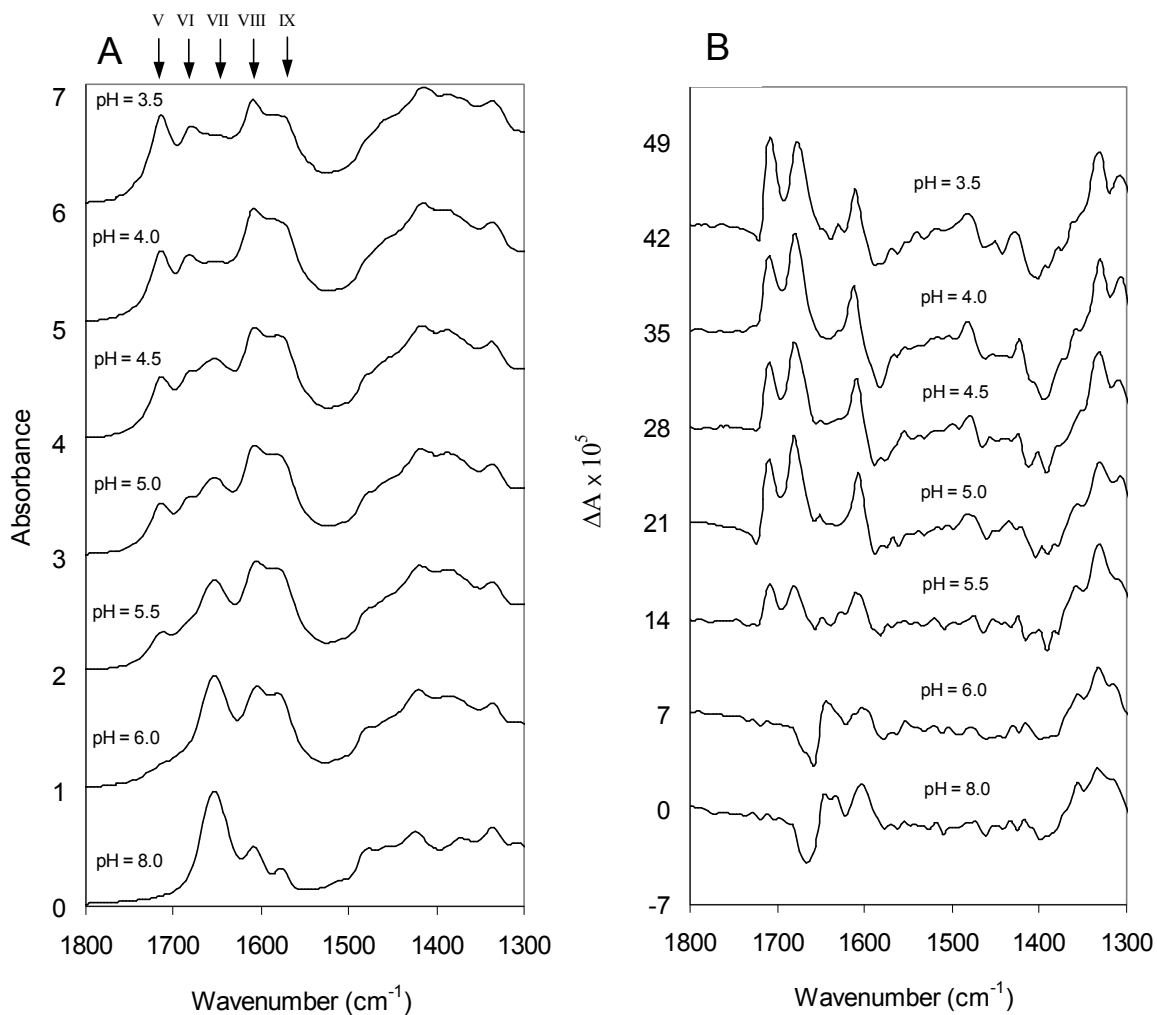 V VI VII VIII IX
A
7
pH = 3.5
6
pH = 4.0
5
pH = 4.5
4
pH = 5.0
3
pH = 5.5
2
pH = 6.0
1
pH = 8.0
0
1800 1700 1600 1500 1400 1300
Wavenumber (cm-1)
Absorbance
B
49
pH = 3.5
42
pH = 4.0
35
pH = 4.5
28
pH = 5.0
21
pH = 5.5
14
pH = 6.0
7
pH = 8.0
0
-7
1800 1700 1600 1500 1400 1300
Wavenumber (cm-1)
ΔA x 10⁵